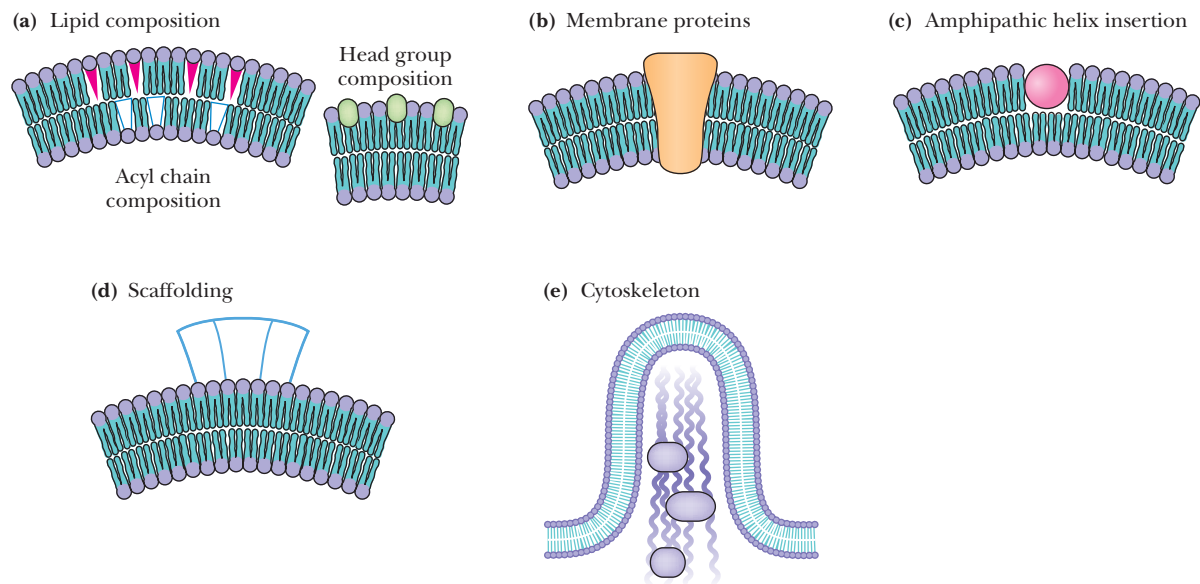 (a) Lipid composition
Head group
composition
Acyl chain
composition
(b) Membrane proteins
(c) Amphipathic helix insertion
(d) Scaffolding
(e) Cytoskeleton